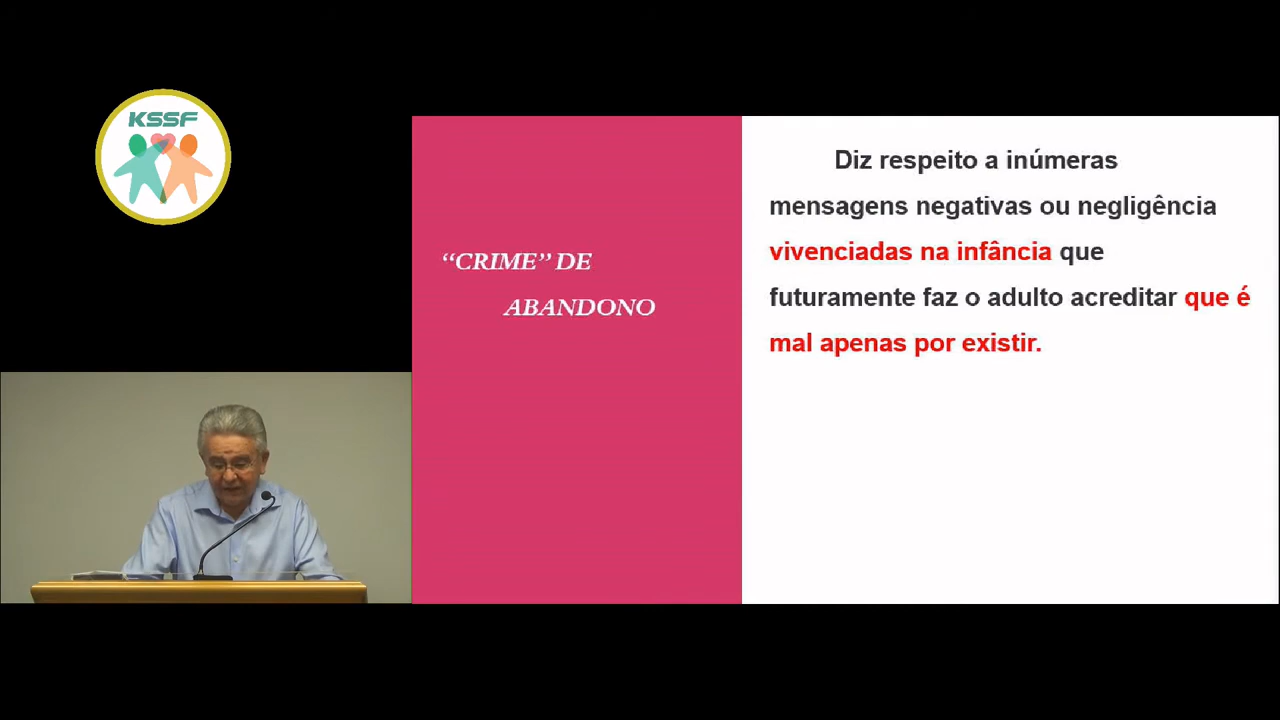 KSSF
“CRIME” DE
ABANDONO
Diz respeito a inúmeras
mensagens negativas ou negligência
vivenciadas na infância que
futuramente faz o adulto acreditar que é
mal apenas por existir.